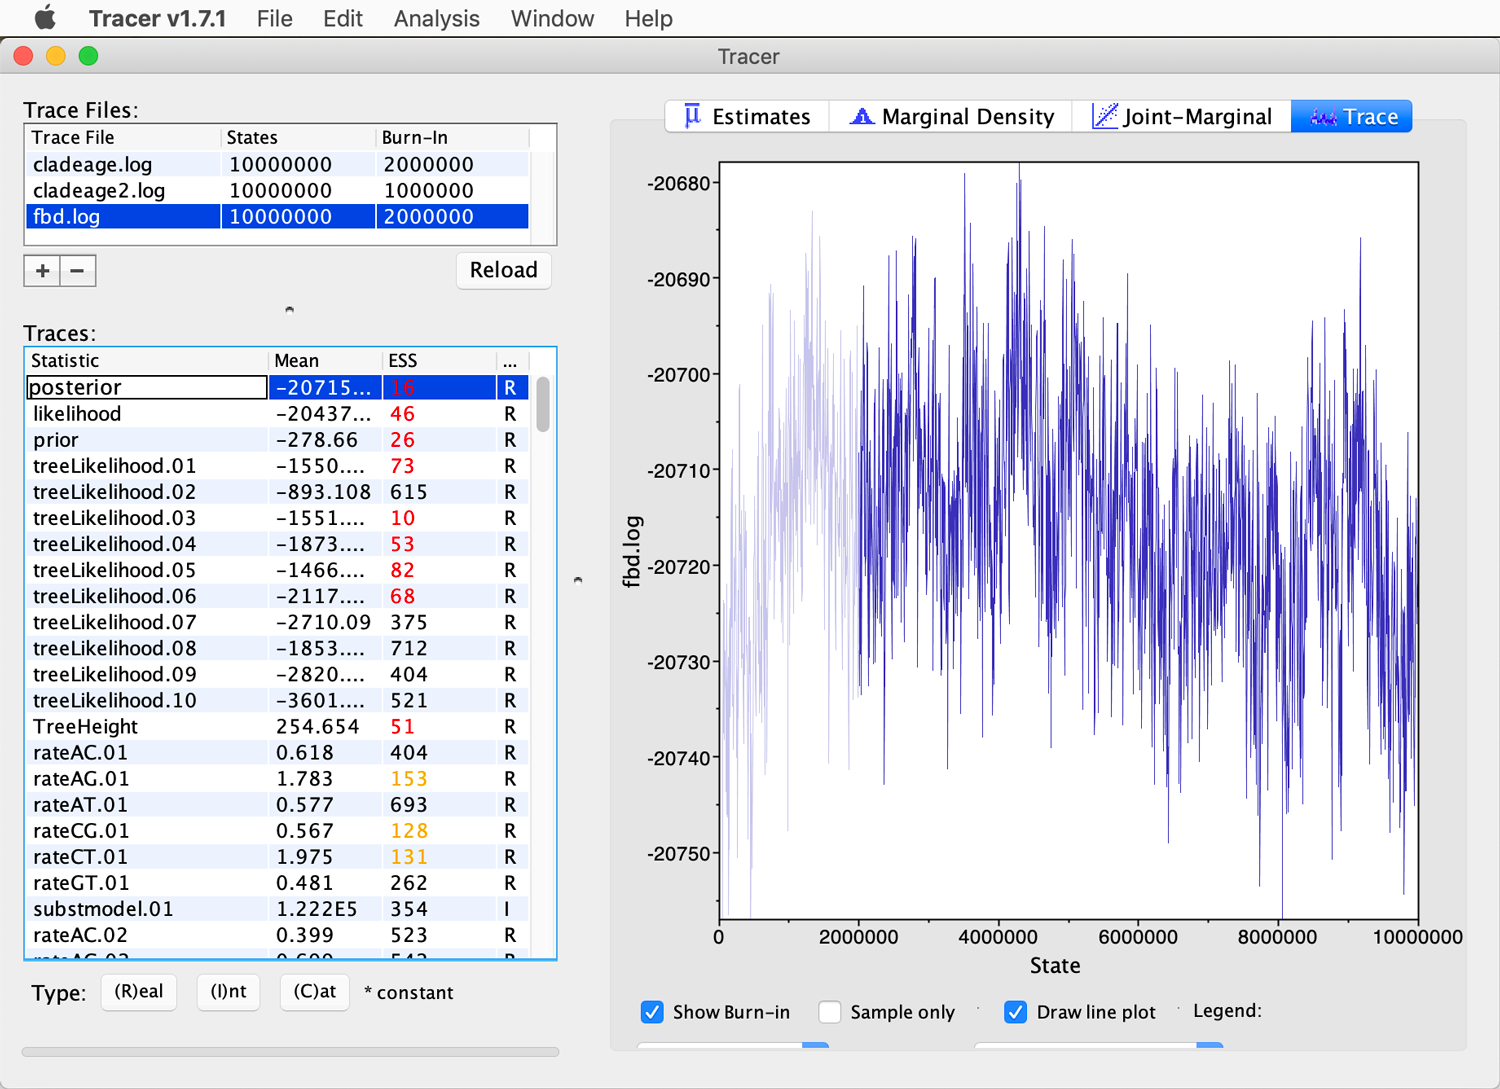 Tracer v1.7.1 File Edit Analysis Window Help
Tracer
Trace Files:
Trace File States Burn-In
cladeage.log 10000000 2000000
cladeage2.log 10000000 1000000
fbd.log 10000000 2000000
+ − Reload
Traces:
Statistic Mean ESS ...
posterior -20715... 16 R
likelihood -20437... 46 R
prior -278.66 26 R
treeLikelihood.01 -1550.... 73 R
treeLikelihood.02 -893.108 615 R
treeLikelihood.03 -1551.... 10 R
treeLikelihood.04 -1873.... 53 R
treeLikelihood.05 -1466.... 82 R
treeLikelihood.06 -2117.... 68 R
treeLikelihood.07 -2710.09 375 R
treeLikelihood.08 -1853.... 712 R
treeLikelihood.09 -2820.... 404 R
treeLikelihood.10 -3601.... 521 R
TreeHeight 254.654 51 R
rateAC.01 0.618 404 R
rateAG.01 1.783 153 R
rateAT.01 0.577 693 R
rateCG.01 0.567 128 R
rateCT.01 1.975 131 R
rateGT.01 0.481 262 R
substmodel.01 1.222E5 354 I
rateAC.02 0.399 523 R
Type: (R)eal (I)nt (C)at * constant
Estimates Marginal Density Joint-Marginal Trace
-20680
-20690
-20700
-20710
-20720
-20730
-20740
-20750
fbd.log
0 2000000 4000000 6000000 8000000 10000000
State
Show Burn-in Sample only Draw line plot Legend: